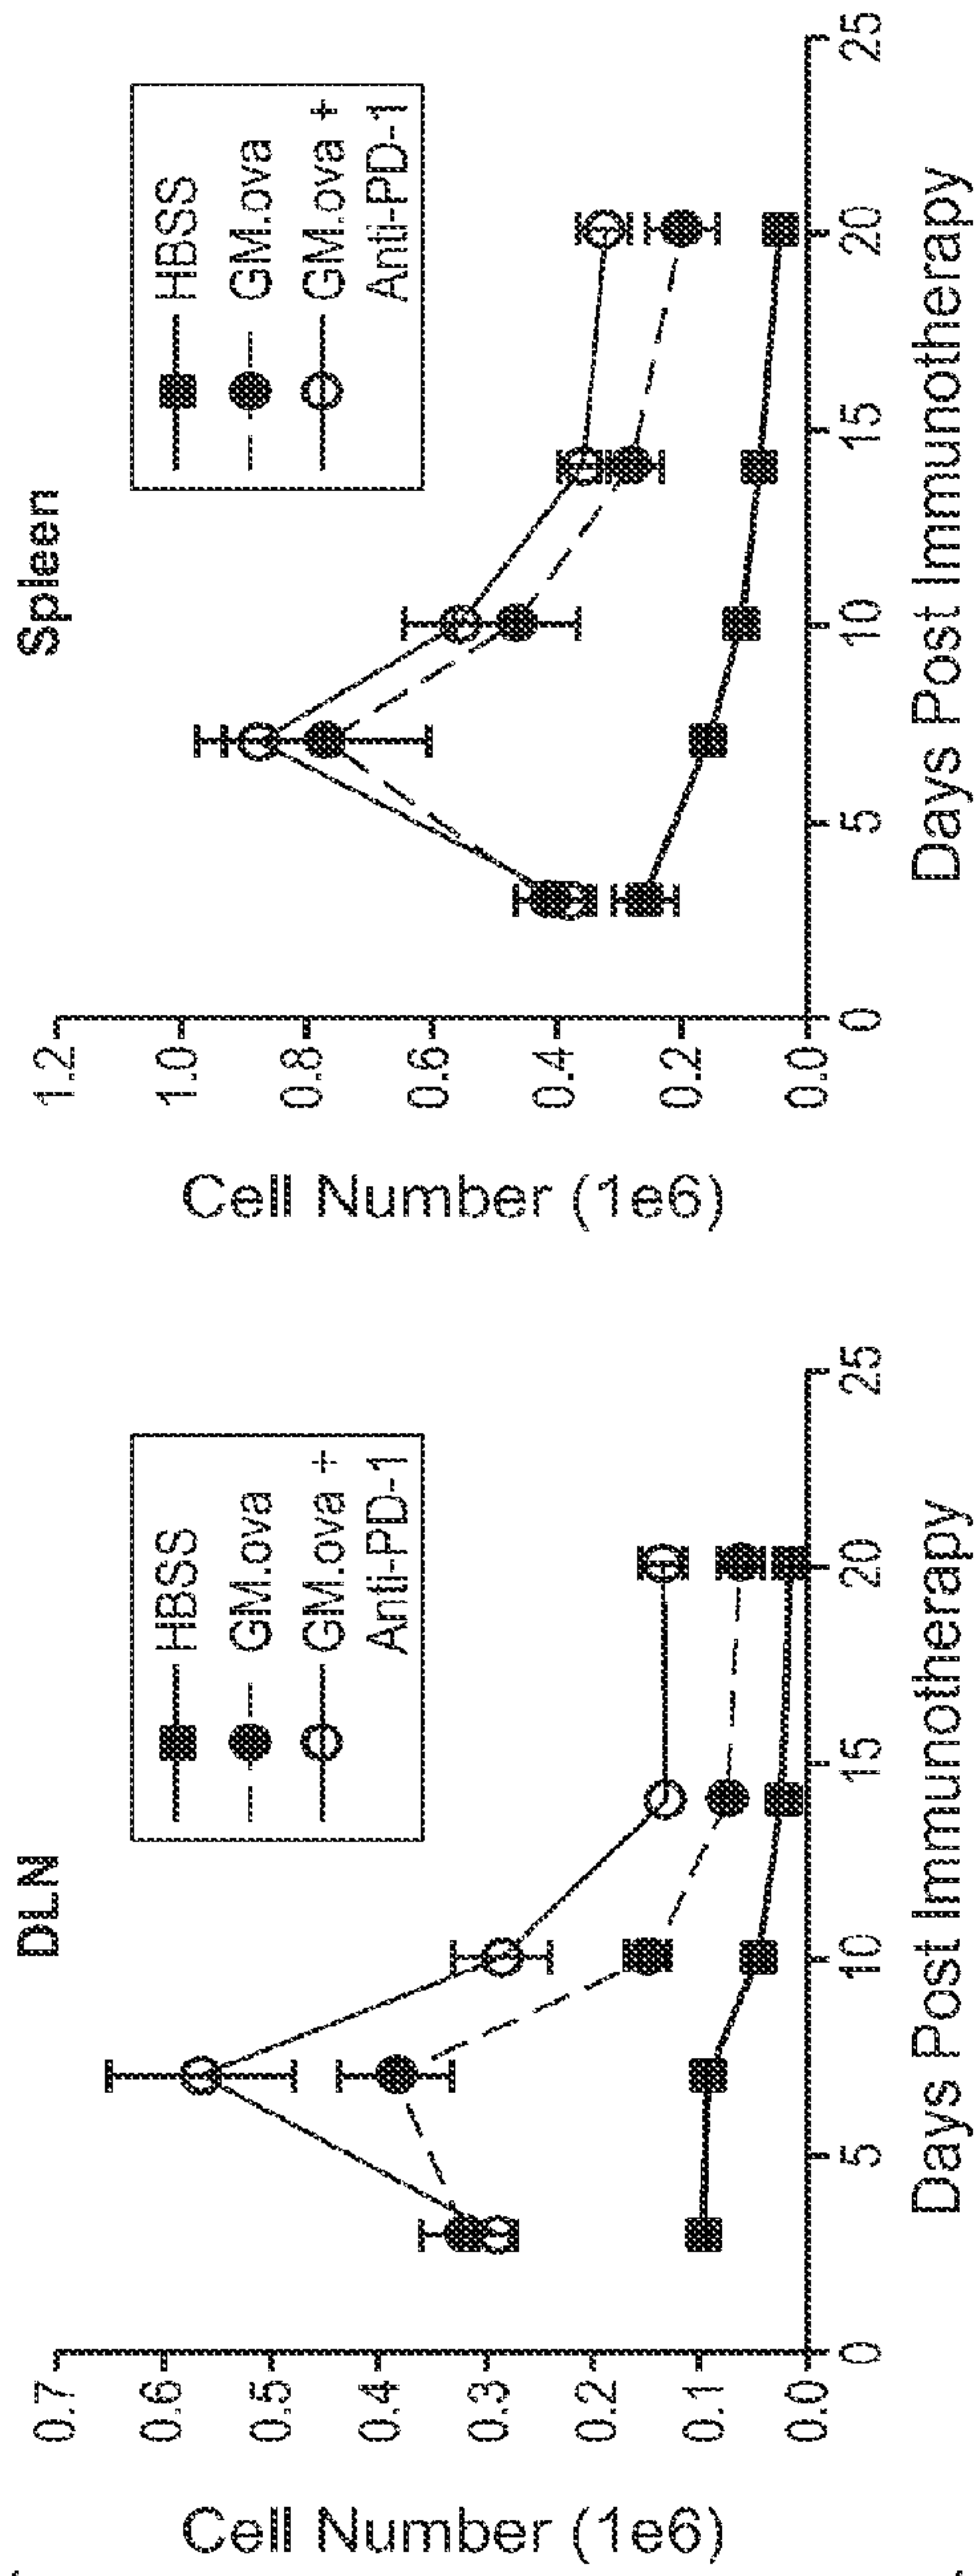 DLN
Cell Number (1e6)
0.7
0.6
0.5
0.4
0.3
0.2
0.1
0.0
HBSS
GM.ova
GM.ova +
Anti-PD-1
0 5 10 15 20 25
Days Post Immunotherapy
Spleen
Cell Number (1e6)
1.2
1.0
0.8
0.6
0.4
0.2
0.0
HBSS
GM.ova
GM.ova +
Anti-PD-1
0 5 10 15 20 25
Days Post Immunotherapy